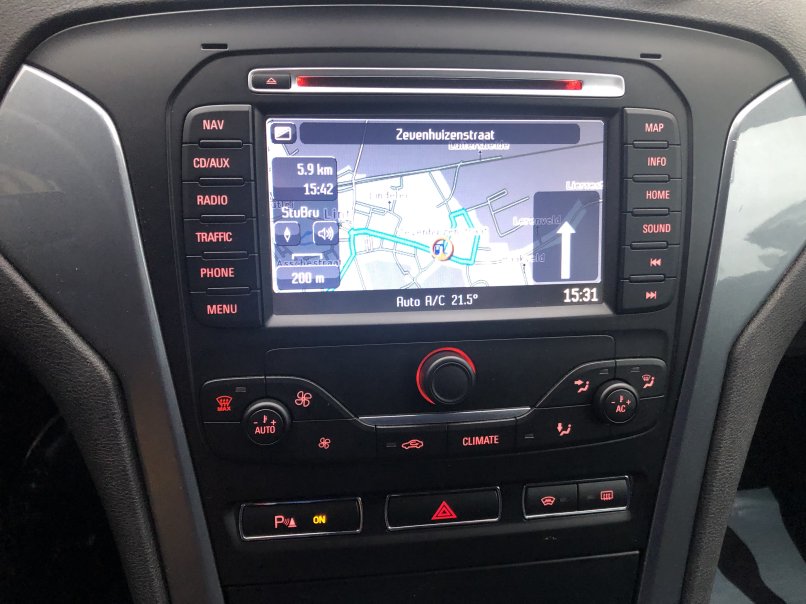 NAV
CD/AUX
RADIO
TRAFFIC
PHONE
MENU
Zevenhuizenstraat
5.9 km
15:42
StuBru
200 m
Lint
Auto A/C 21.5°
15:31
MAP
INFO
HOME
SOUND
MAX
- +
AUTO
CLIMATE
- +
AC
P
ON